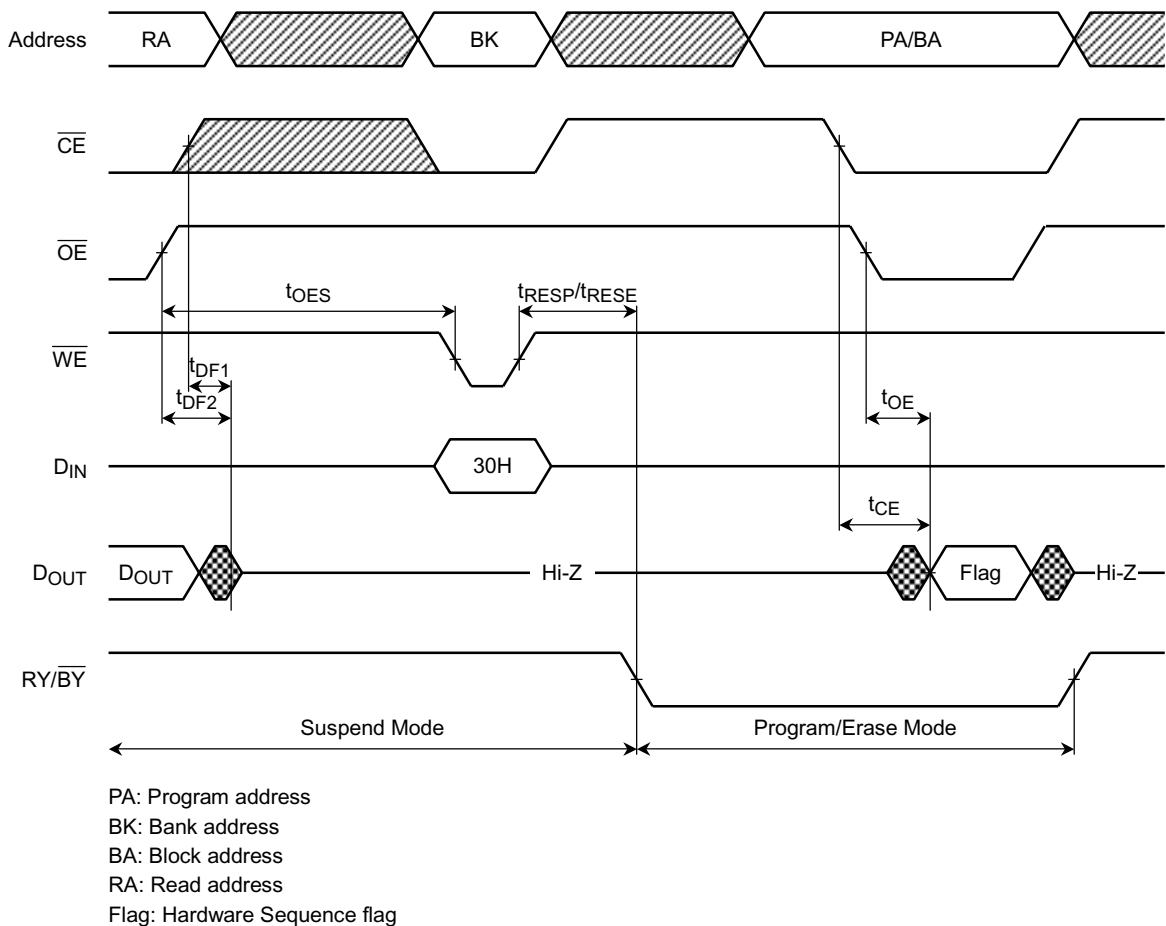 Address RA BK PA/BA
CE
OE
tOES tRESP/tRESE
WE
tDF1
tDF2 tOE
DIN 30H
tCE
DOUT DOUT Hi-Z Flag Hi-Z
RY/BY
Suspend Mode Program/Erase Mode
PA: Program address
BK: Bank address
BA: Block address
RA: Read address
Flag: Hardware Sequence flag